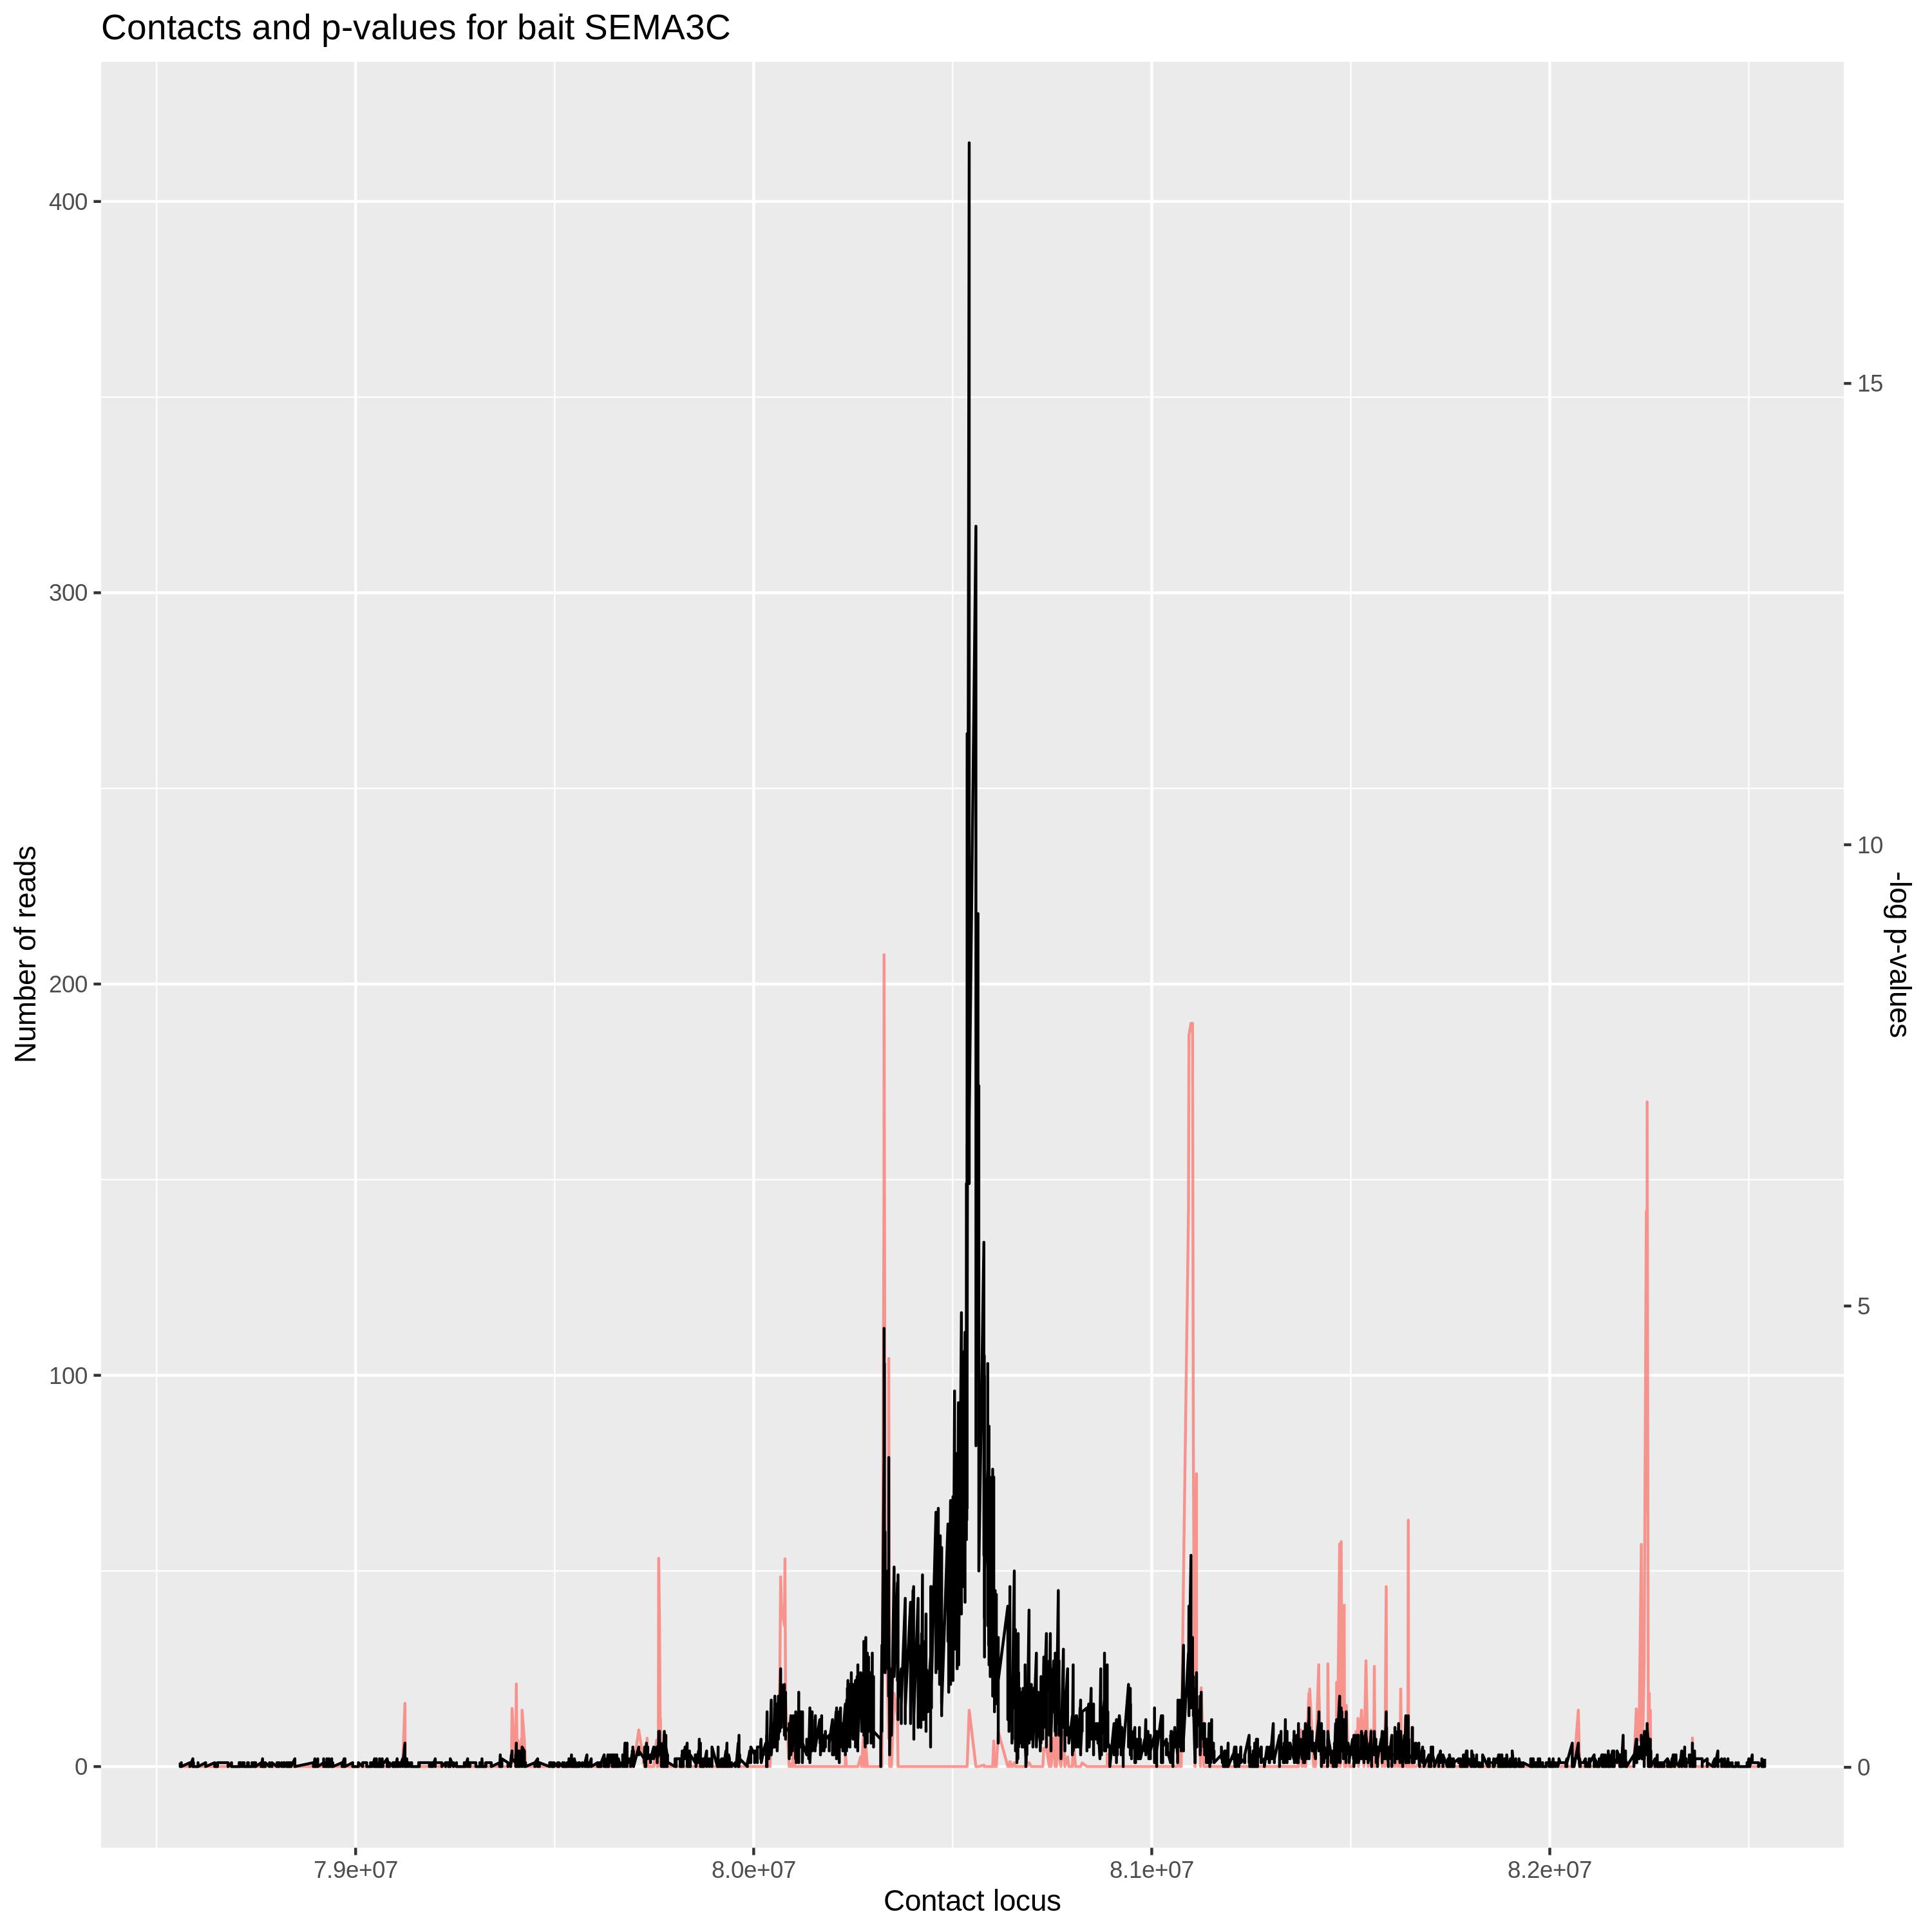 Contacts and p-values for bait SEMA3C
400
300
200
100
0
Number of reads
15
10
5
0
-log p-values
7.9e+07
8.0e+07
8.1e+07
8.2e+07
Contact locus